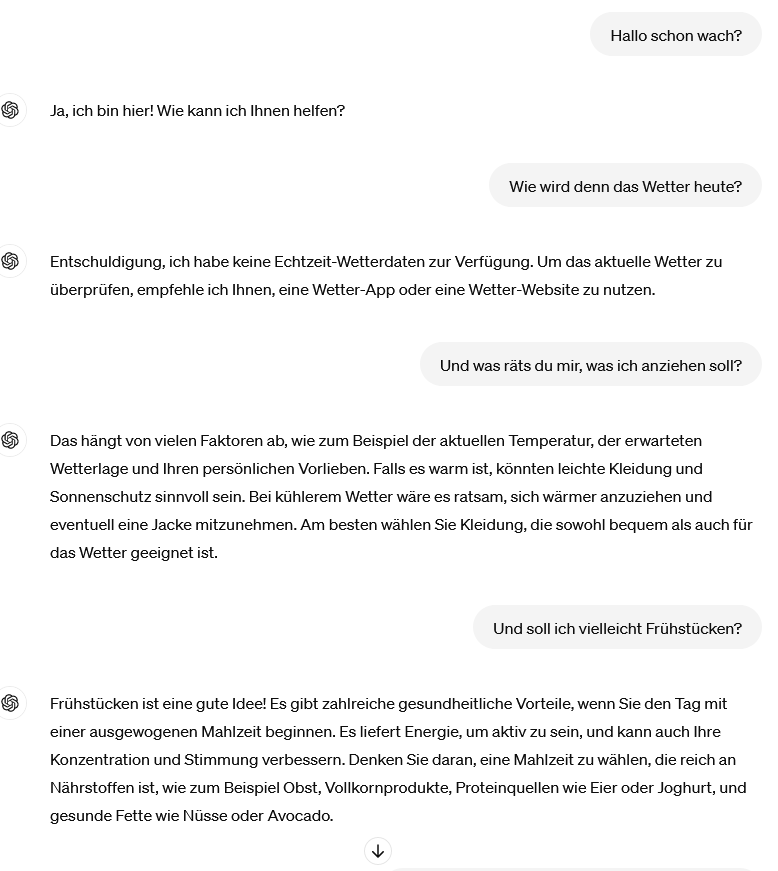 Hallo schon wach?
Ja, ich bin hier! Wie kann ich Ihnen helfen?
Wie wird denn das Wetter heute?
Entschuldigung, ich habe keine Echtzeit-Wetterdaten zur Verfügung. Um das aktuelle Wetter zu
überprüfen, empfehle ich Ihnen, eine Wetter-App oder eine Wetter-Website zu nutzen.
Und was räts du mir, was ich anziehen soll?
Das hängt von vielen Faktoren ab, wie zum Beispiel der aktuellen Temperatur, der erwarteten
Wetterlage und Ihren persönlichen Vorlieben. Falls es warm ist, könnten leichte Kleidung und
Sonnenschutz sinnvoll sein. Bei kühlerem Wetter wäre es ratsam, sich wärmer anzuziehen und
eventuell eine Jacke mitzunehmen. Am besten wählen Sie Kleidung, die sowohl bequem als auch für
das Wetter geeignet ist.
Und soll ich vielleicht Frühstücken?
Frühstücken ist eine gute Idee! Es gibt zahlreiche gesundheitliche Vorteile, wenn Sie den Tag mit
einer ausgewogenen Mahlzeit beginnen. Es liefert Energie, um aktiv zu sein, und kann auch Ihre
Konzentration und Stimmung verbessern. Denken Sie daran, eine Mahlzeit zu wählen, die reich an
Nährstoffen ist, wie zum Beispiel Obst, Vollkornprodukte, Proteinquellen wie Eier oder Joghurt, und
gesunde Fette wie Nüsse oder Avocado.